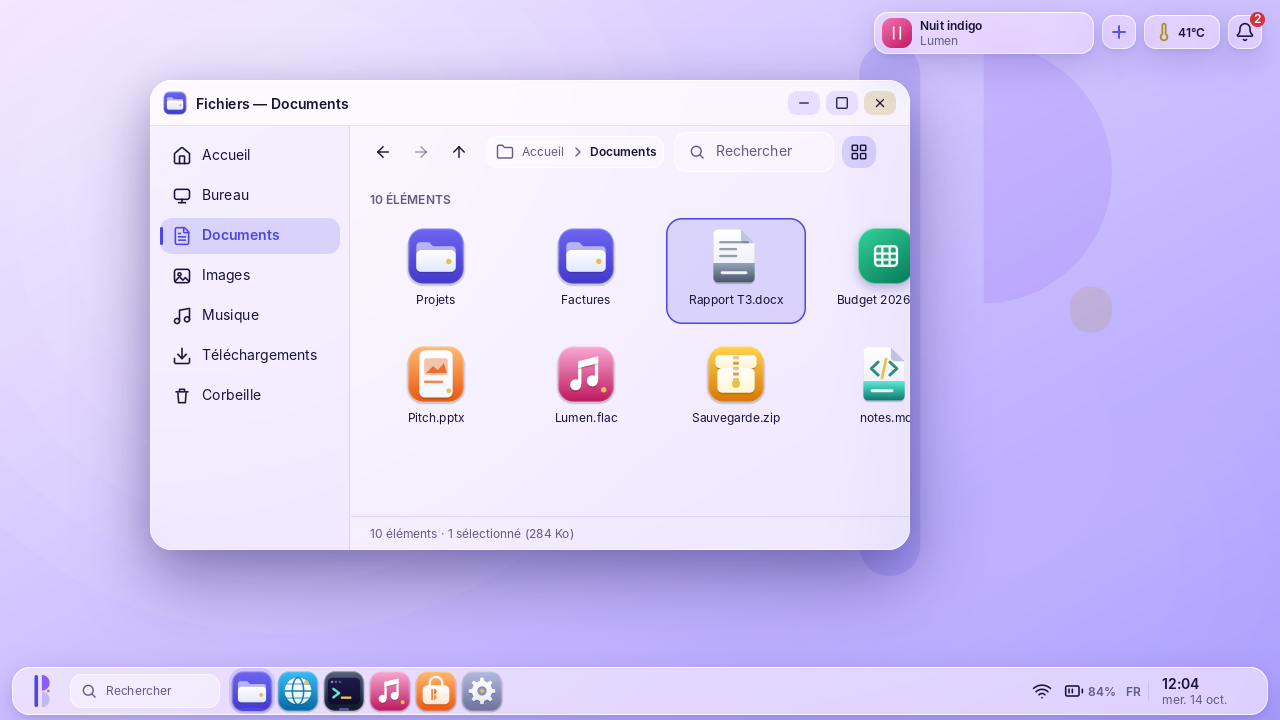 Nuit indigo
Lumen
41°C
2
Fichiers — Documents
Accueil
Bureau
Documents
Images
Musique
Téléchargements
Corbeille
Accueil
Documents
Rechercher
10 ÉLÉMENTS
Projets
Factures
Rapport T3.docx
Budget 2026
Pitch.pptx
Lumen.flac
Sauvegarde.zip
notes.md
10 éléments · 1 sélectionné (284 Ko)
Rechercher
84%
FR
12:04
mer. 14 oct.